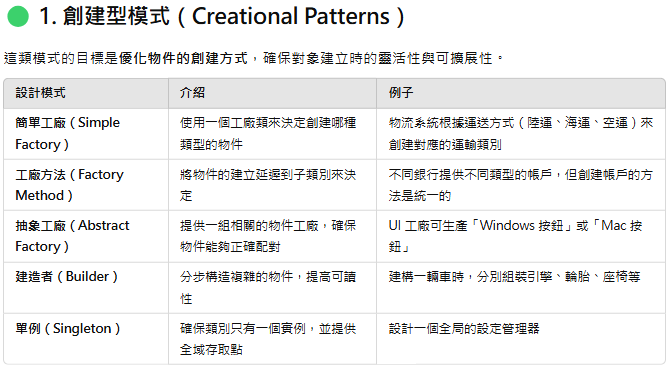 1. 創建型模式（Creational Patterns）
這類模式的目標是優化物件的創建方式，確保對象建立時的靈活性與可擴展性。
設計模式 介紹 例子
簡單工廠（Simple
Factory）
使用一個工廠類來決定創建哪種
類型的物件
物流系統根據運送方式（陸運、海運、空運）來
創建對應的運輸類別
工廠方法（Factory
Method）
將物件的建立延遲到子類別來決
定
不同銀行提供不同類型的帳戶，但創建帳戶的方
法是統一的
抽象工廠（Abstract
Factory）
提供一組相關的物件工廠，確保
物件能夠正確配對
UI 工廠可生產「Windows 按鈕」或「Mac 按
鈕」
建造者（Builder）
分步構造複雜的物件，提高可讀
性
建構一輛車時，分別組裝引擎、輪胎、座椅等
單例（Singleton）
確保類別只有一個實例，並提供
全域存取點
設計一個全局的設定管理器